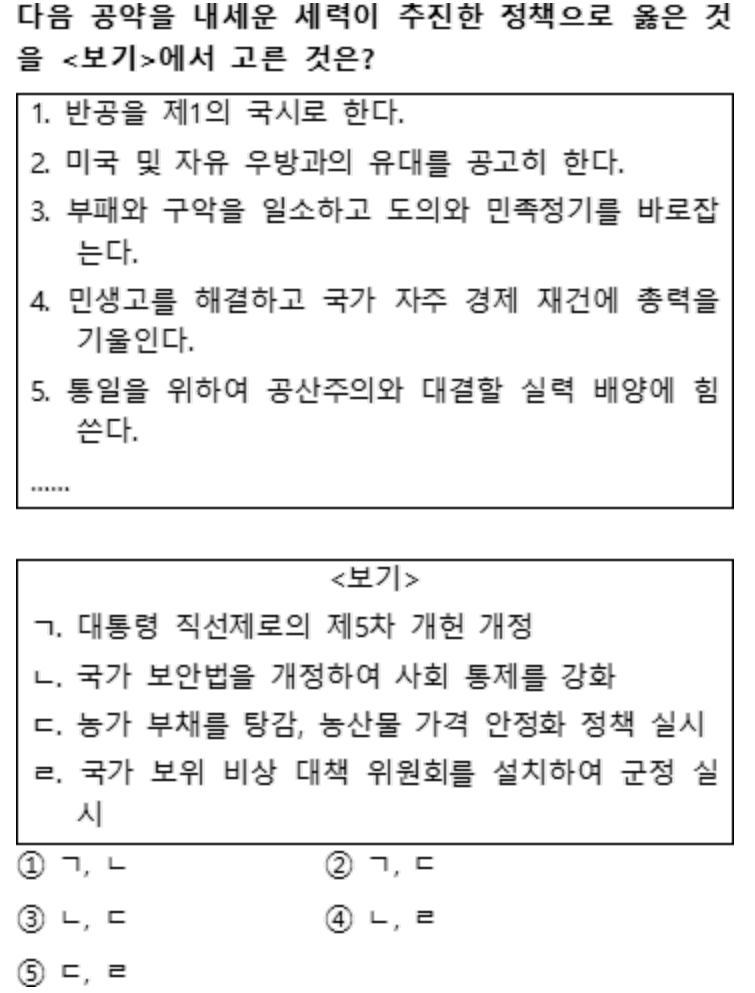 다음 공약을 내세운 세력이 추진한 정책으로 옳은 것
을 <보기>에서 고른 것은?
1. 반공을 제1의 국시로 한다.
2. 미국 및 자유 우방과의 유대를 공고히 한다.
3. 부패와 구악을 일소하고 도의와 민족정기를 바로잡
는다.
4. 민생고를 해결하고 국가 자주 경제 재건에 총력을
기울인다.
5. 통일을 위하여 공산주의와 대결할 실력 배양에 힘
쓴다.
......
<보기>
ㄱ. 대통령 직선제로의 제5차 개헌 개정
ㄴ. 국가 보안법을 개정하여 사회 통제를 강화
ㄷ. 농가 부채를 탕감, 농산물 가격 안정화 정책 실시
ㄹ. 국가 보위 비상 대책 위원회를 설치하여 군정 실
시
① ㄱ, ㄴ ② ㄱ, ㄷ
③ ㄴ, ㄷ ④ ㄴ, ㄹ
⑤ ㄷ, ㄹ